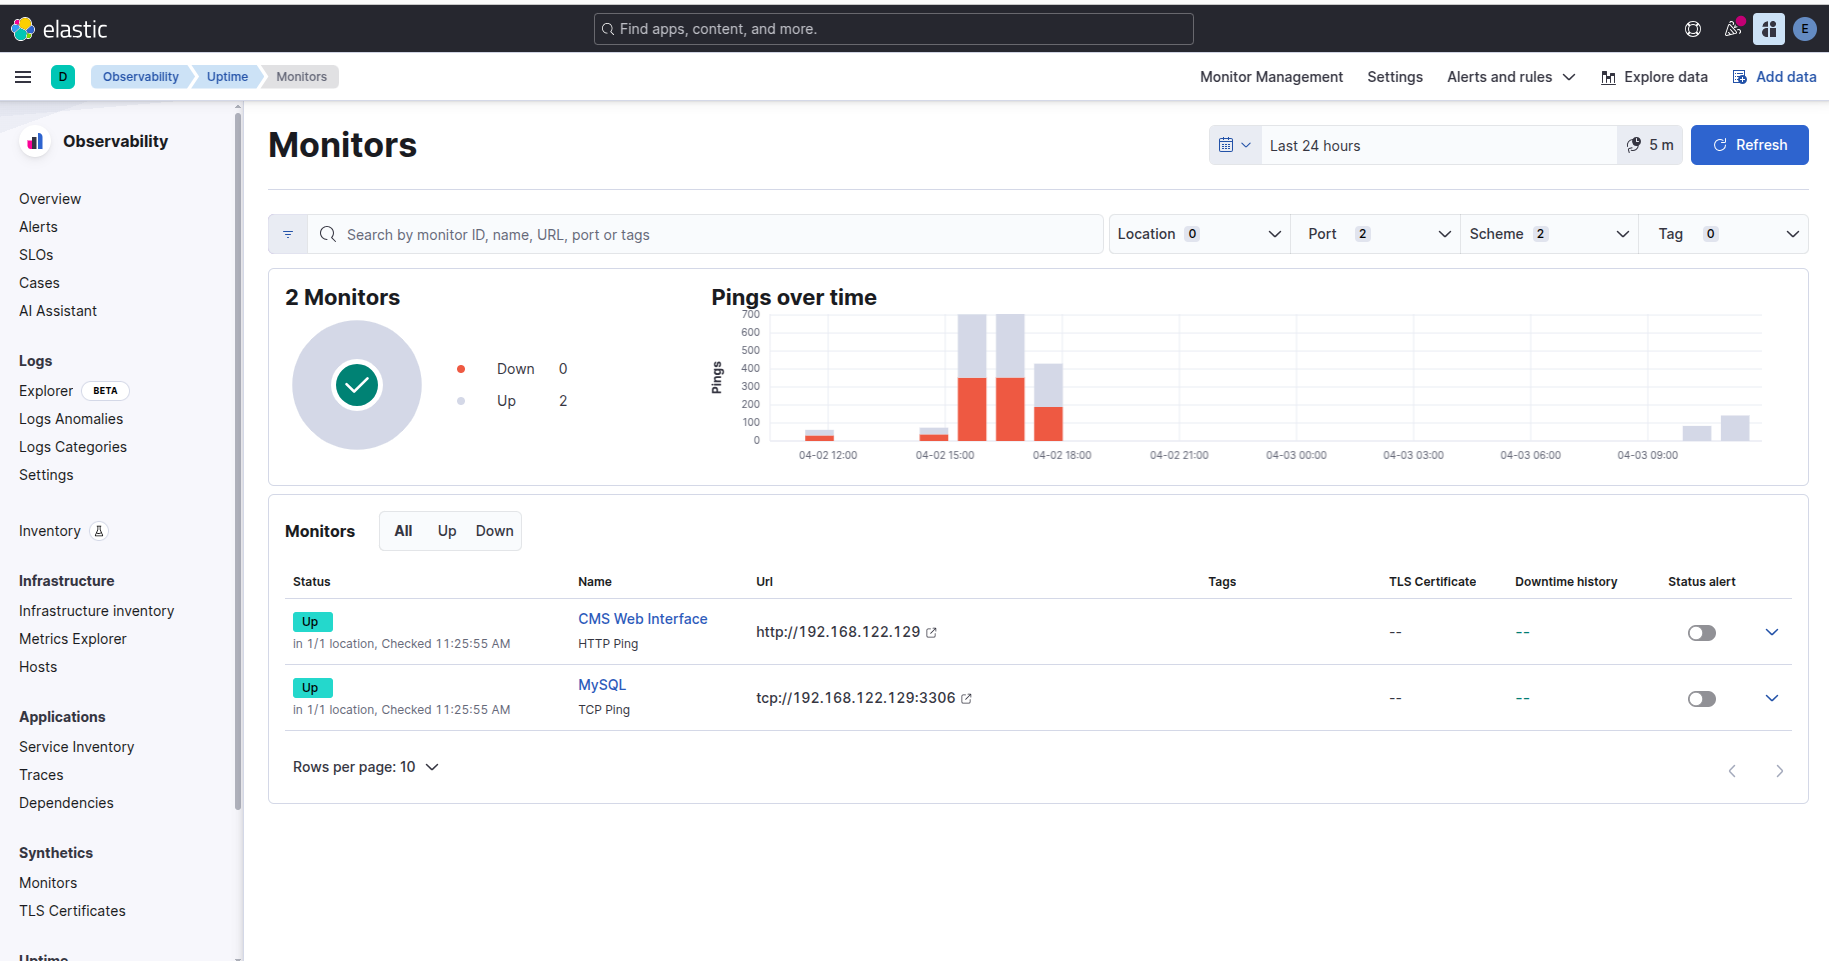 elastic
Find apps, content, and more.
E
D
Observability
Uptime
Monitors
Monitor Management
Settings
Alerts and rules
Explore data
Add data
Observability
Overview
Alerts
SLOs
Cases
AI Assistant
Logs
Explorer BETA
Logs Anomalies
Logs Categories
Settings
Inventory
Infrastructure
Infrastructure inventory
Metrics Explorer
Hosts
Applications
Service Inventory
Traces
Dependencies
Synthetics
Monitors
TLS Certificates
Uptime
Monitors
Last 24 hours
5 m
Refresh
Search by monitor ID, name, URL, port or tags
Location 0
Port 2
Scheme 2
Tag 0
2 Monitors
Down 0
Up 2
Pings over time
Pings
700
600
500
400
300
200
100
0
04-02 12:00
04-02 15:00
04-02 18:00
04-02 21:00
04-03 00:00
04-03 03:00
04-03 06:00
04-03 09:00
Monitors
All
Up
Down
Status Name Url Tags TLS Certificate Downtime history Status alert
Up
in 1/1 location, Checked 11:25:55 AM
CMS Web Interface
HTTP Ping
http://192.168.122.129
--
--
Up
in 1/1 location, Checked 11:25:55 AM
MySQL
TCP Ping
tcp://192.168.122.129:3306
--
--
Rows per page: 10